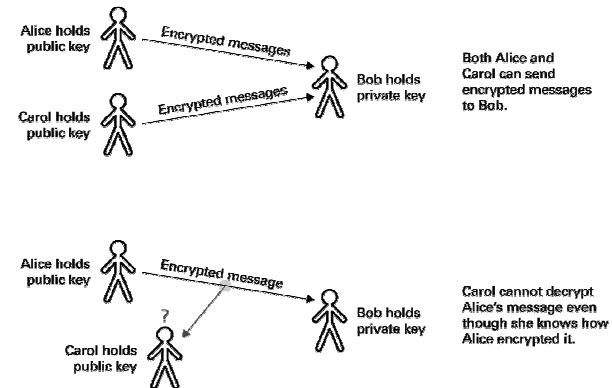 Alice holds
public key
Encrypted messages
Carol holds
public key
Encrypted messages
Bob holds
private key
Both Alice and
Carol can send
encrypted messages
to Bob.
Alice holds
public key
Encrypted message
?
Carol holds
public key
Bob holds
private key
Carol cannot decrypt
Alice's message even
though she knows how
Alice encrypted it.